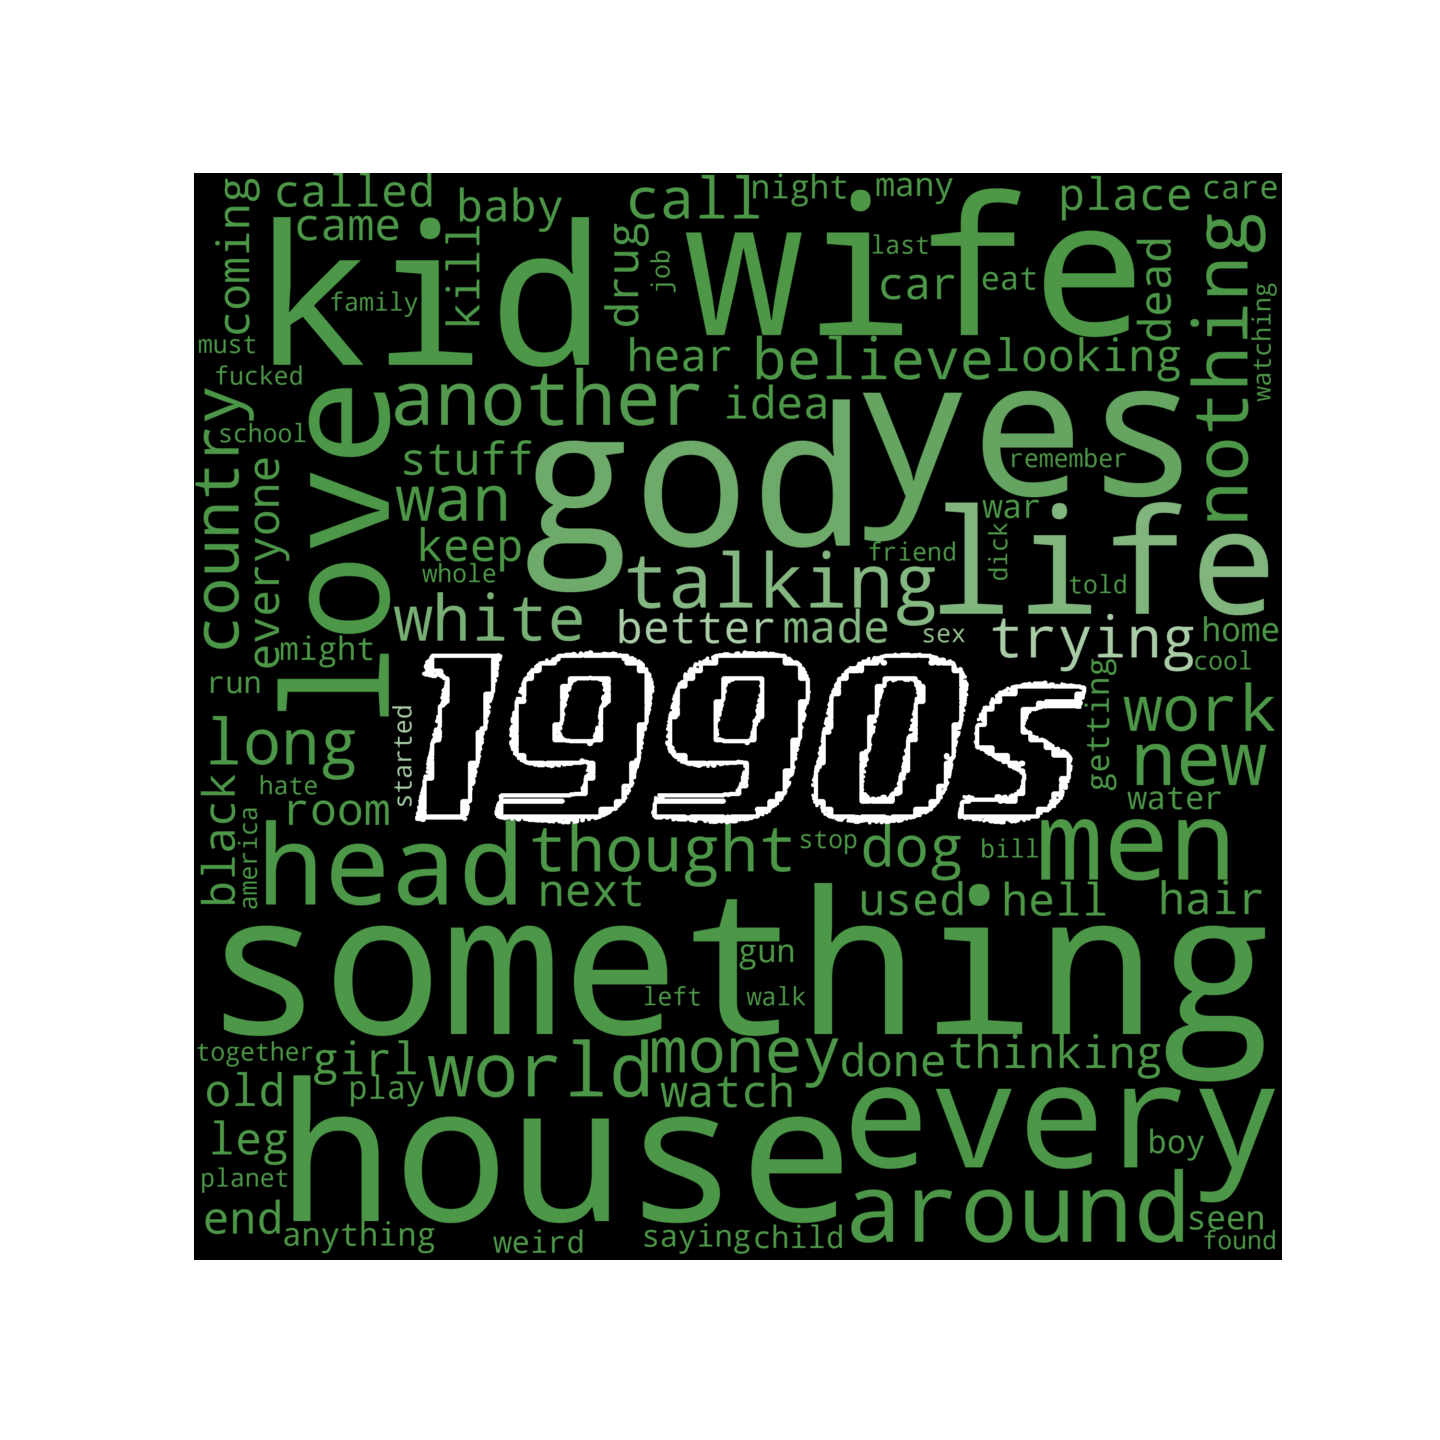 called
night
many
place
care
coming
came
baby
call
kid
wife
last
drug
job
kill
family
car
eat
dead
nothing
watching
must
fucked
hear
believe
looking
another
idea
yes
love
country
school
stuff
god
remember
everyone
wan
war
life
keep
whole
friend
dick
told
talking
white
better
made
sex
trying
home
cool
might
run
1990s
getting
work
started
long
new
black
hate
room
water
america
head
thought
stop
dog
bill
men
next
used
hell
hair
something
gun
left
walk
together
girl
world
money
done
thinking
old
play
watch
house
every
leg
boy
planet
around
end
anything
weird
saying
child
seen
found